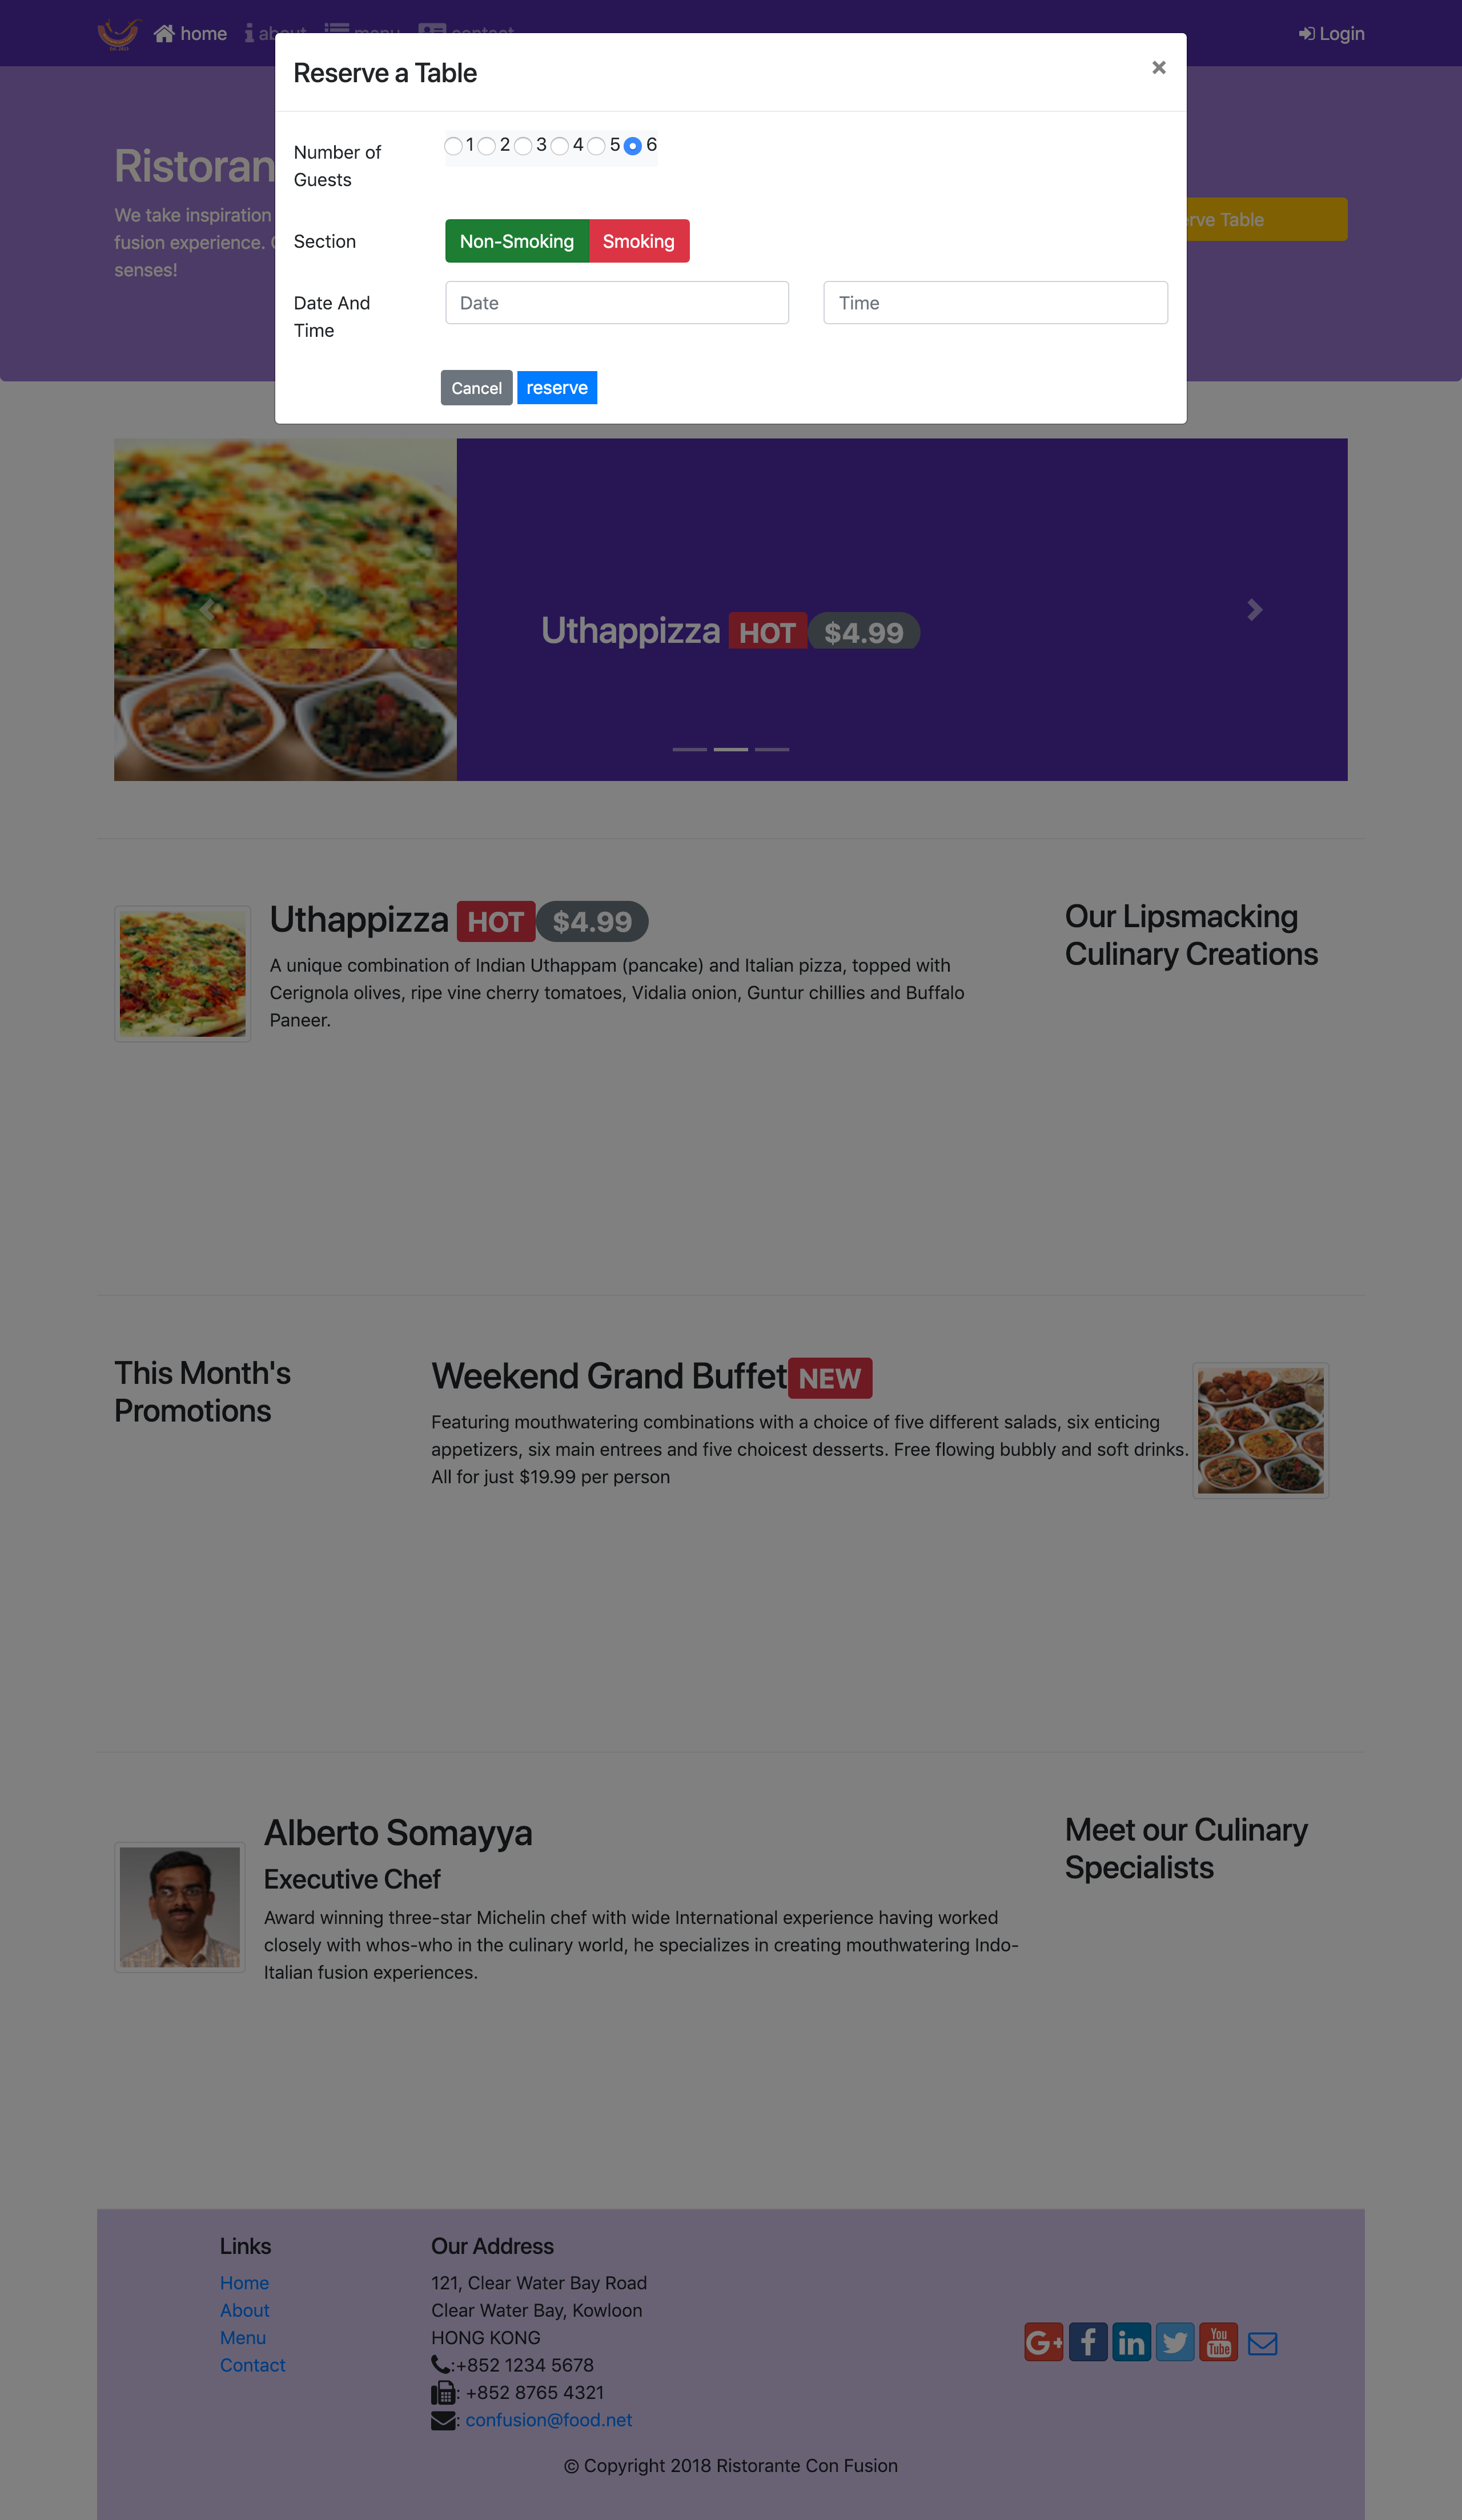 home
Login
Reserve a Table
×
Number of
Guests
1 2 3 4 5 6
Section
Non-Smoking Smoking
Date And
Time
Date
Time
Cancel reserve
Ristoran
We take inspiration
fusion experience.
senses!
Table
Uthappizza HOT $4.99
Uthappizza HOT $4.99
A unique combination of Indian Uthappam (pancake) and Italian pizza, topped with
Cerignola olives, ripe vine cherry tomatoes, Vidalia onion, Guntur chillies and Buffalo
Paneer.
Our Lipsmacking
Culinary Creations
This Month's
Promotions
Weekend Grand Buffet NEW
Featuring mouthwatering combinations with a choice of five different salads, six enticing
appetizers, six main entrees and five choicest desserts. Free flowing bubbly and soft drinks.
All for just $19.99 per person
Alberto Somayya
Executive Chef
Award winning three-star Michelin chef with wide International experience having worked
closely with whos-who in the culinary world, he specializes in creating mouthwatering Indo-
Italian fusion experiences.
Meet our Culinary
Specialists
Links
Home
About
Menu
Contact
Our Address
121, Clear Water Bay Road
Clear Water Bay, Kowloon
HONG KONG
:+852 1234 5678
: +852 8765 4321
: confusion@food.net
G+ f in You Tube
© Copyright 2018 Ristorante Con Fusion